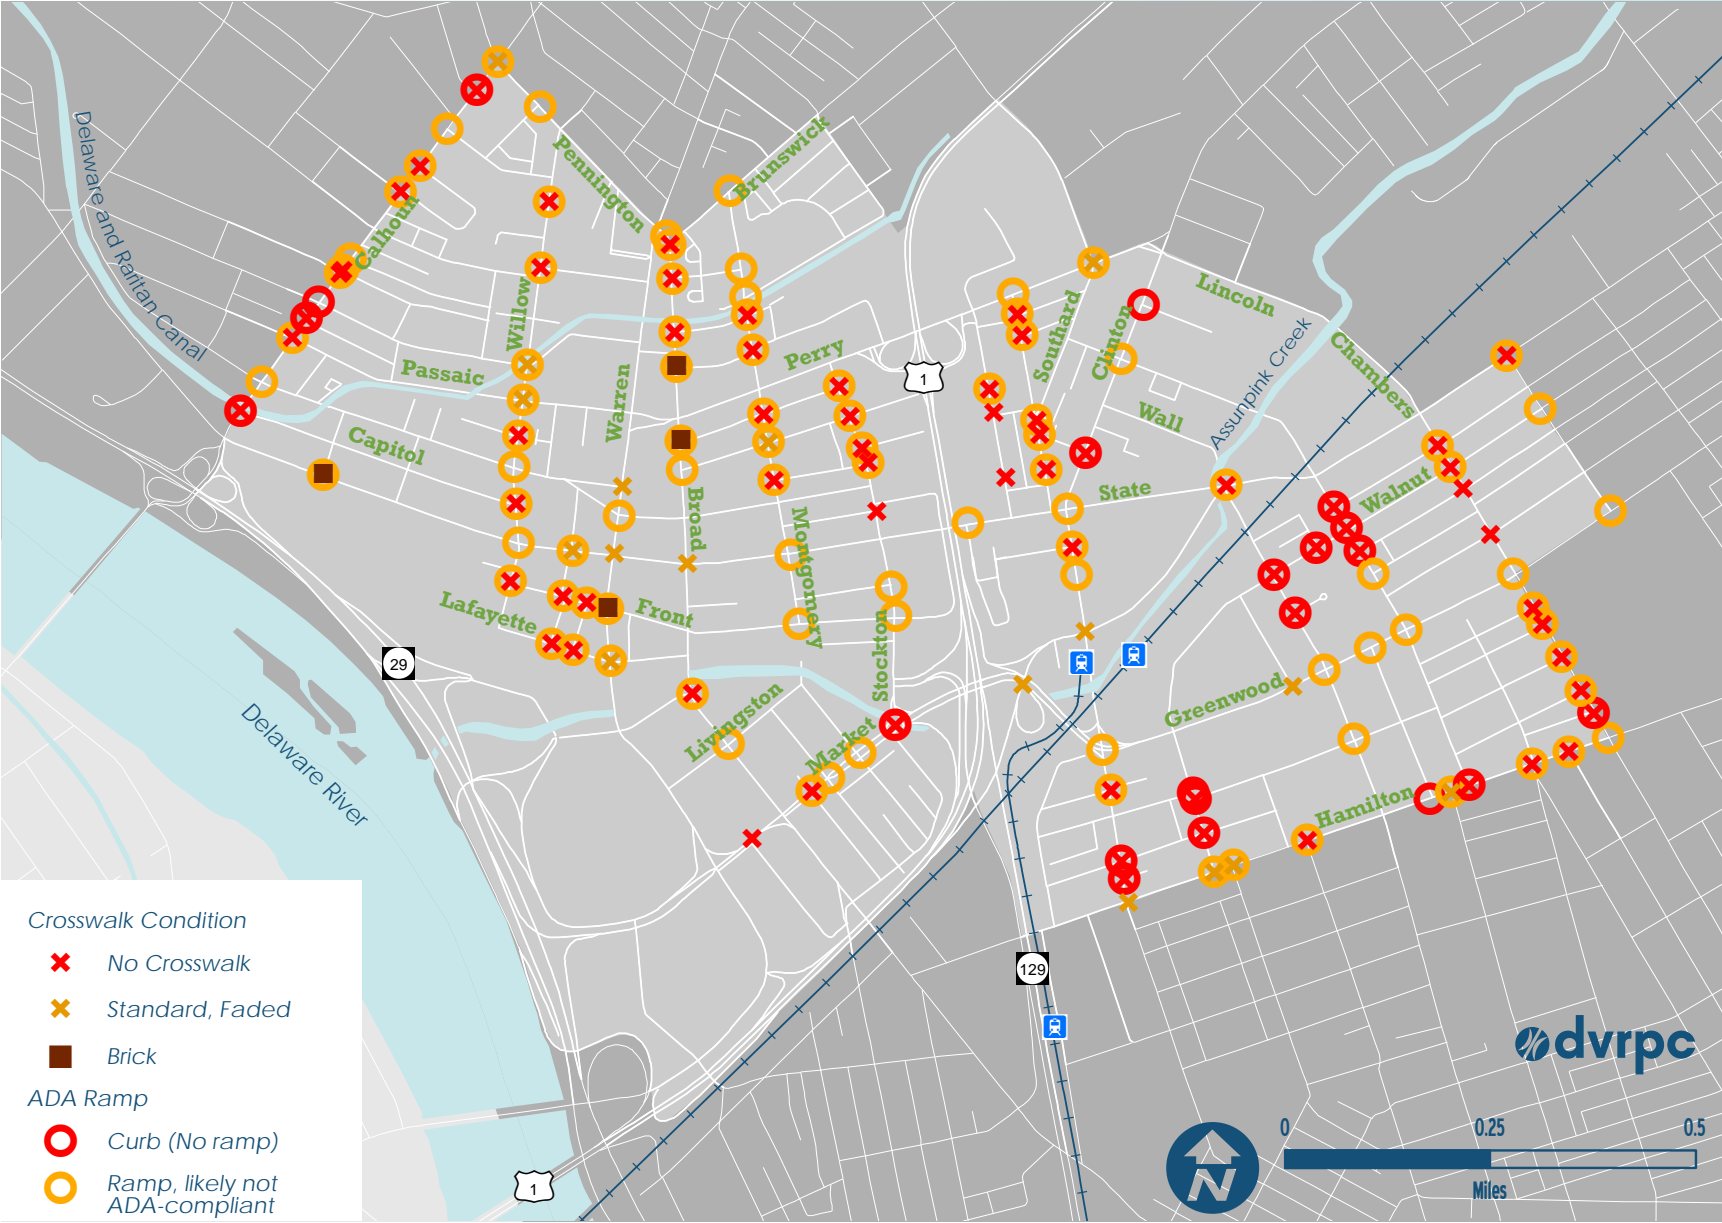 Delaware and Raritan Canal
Calhoun
Pennington
Brunswick
Willow
Passaic
Warren
Perry
1
Southard
Clinton
Lincoln
Assunpink Creek
Chambers
Wall
Capitol
State
Walnut
Broad
Montgomery
Lafayette
Front
Stockton
29
Greenwood
Livingston
Market
Delaware River
Hamilton
129
1
Crosswalk Condition
No Crosswalk
Standard, Faded
Brick
ADA Ramp
Curb (No ramp)
Ramp, likely not
ADA-compliant
dvrpc
N
0 0.25 0.5
Miles